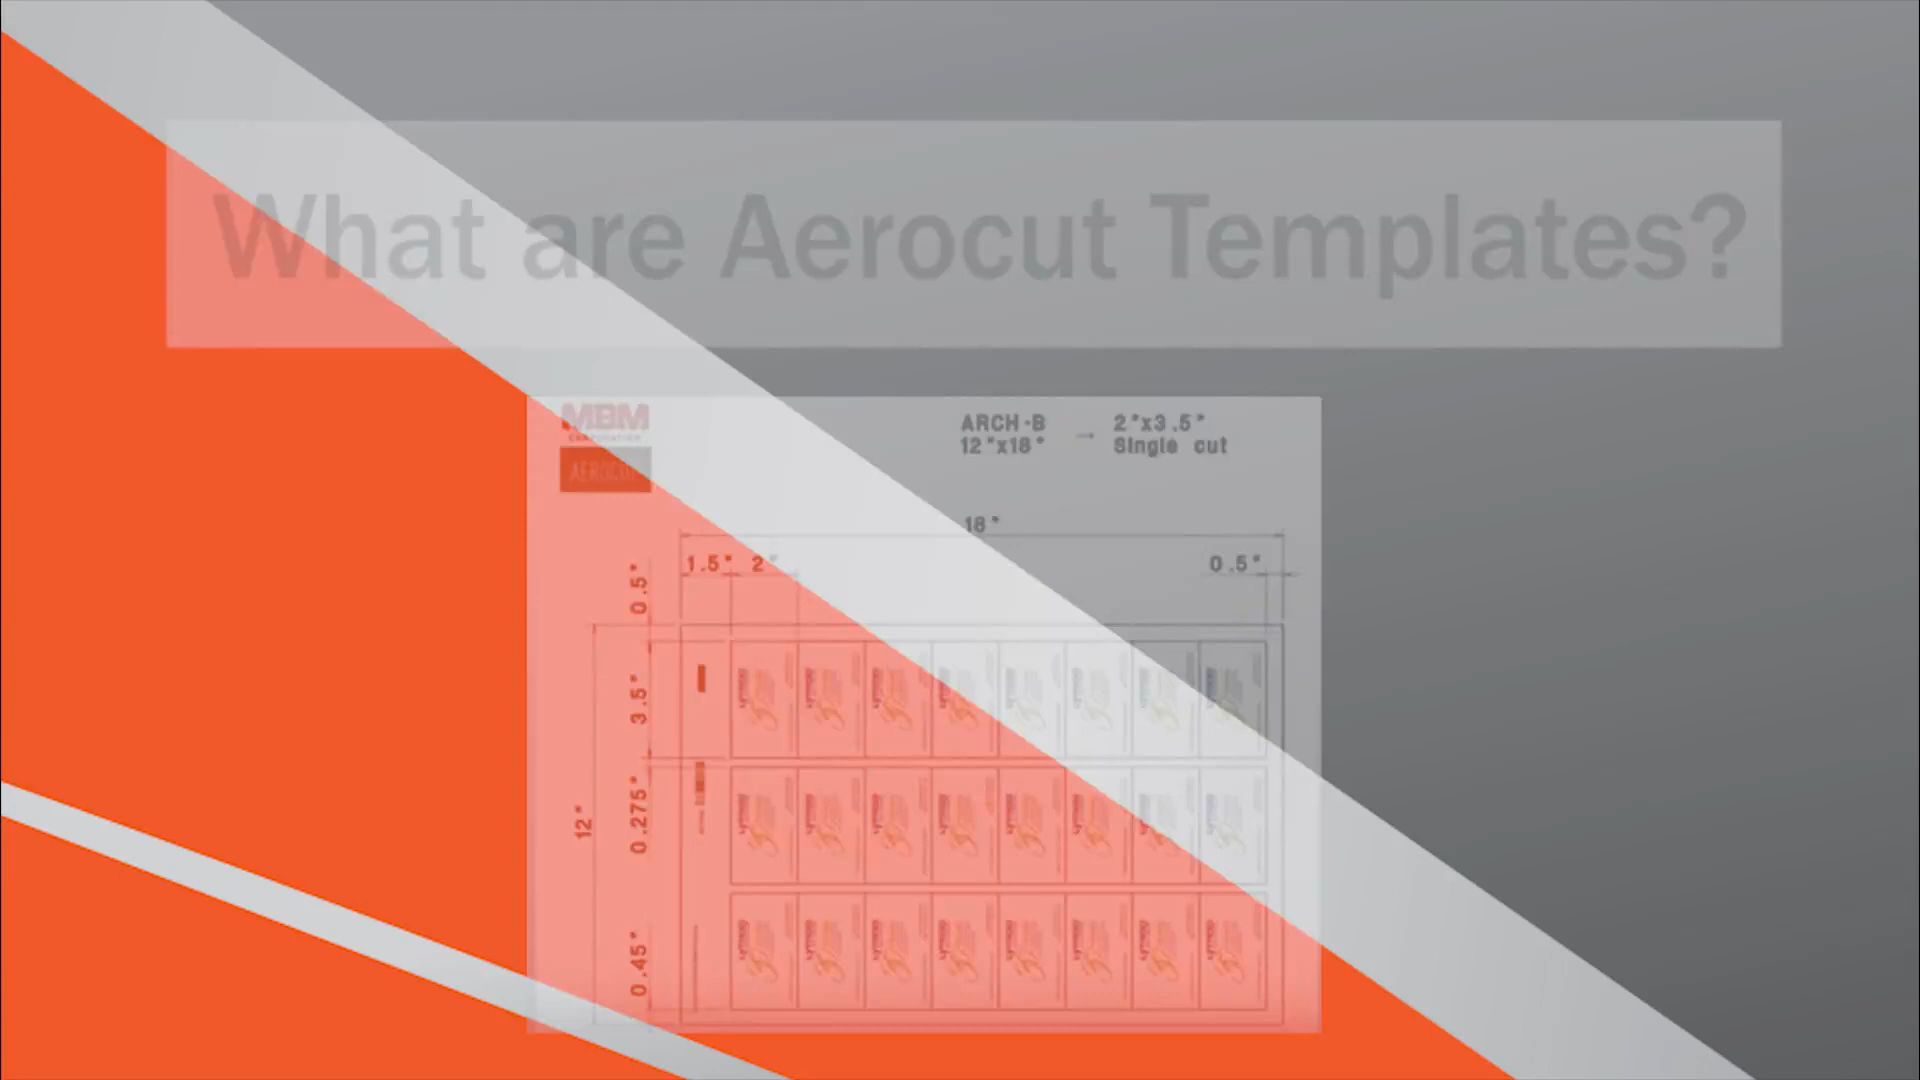 What are Aerocut Templates?
MBM
CORPORATION
AEROCUT
ARCH-B
12"x18"
→
2"x3.5"
Single cut
18"
1.5"
2"
0.5"
0.5"
3.5"
0.275"
12"
0.45"